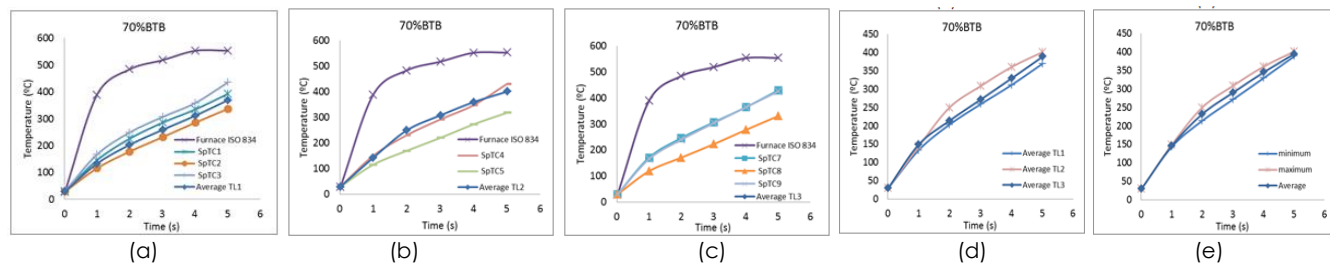 70%BTB
Temperature (ºC)
600
500
400
300
200
100
0
Furnace ISO 834
SpTC1
SpTC2
SpTC3
Average TL1
0 1 2 3 4 5 6
Time (s)
(a)
70%BTB
Temperature (ºC)
600
500
400
300
200
100
0
Furnace ISO 834
SpTC4
SpTC5
Average TL2
0 1 2 3 4 5 6
Time (s)
(b)
70%BTB
Temperature (ºC)
600
500
400
300
200
100
0
Furnace ISO 834
SpTC7
SpTC8
SpTC9
Average TL3
0 1 2 3 4 5 6
Time (s)
(c)
70%BTB
Temperature (ºC)
450
400
350
300
250
200
150
100
50
0
Average TL1
Average TL2
Average TL3
0 1 2 3 4 5 6
Time (s)
(d)
70%BTB
Temperature (ºC)
450
400
350
300
250
200
150
100
50
0
minimum
maximum
Average
0 1 2 3 4 5 6
Time (s)
(e)